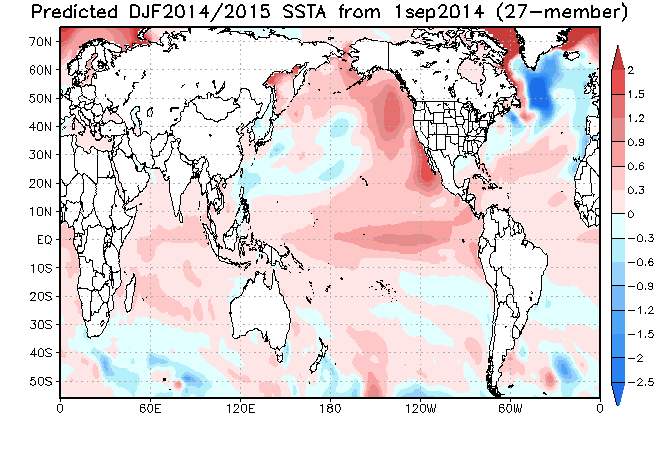 Predicted DJF2014/2015 SSTA from 1sep2014 (27-member)
70N
60N
50N
40N
30N
20N
10N
EQ
10S
20S
30S
40S
50S
0
60E
120E
180
120W
60W
0
2
1.5
1.2
0.9
0.6
0.3
0
-0.3
-0.6
-0.9
-1.2
-1.5
-2
-2.5